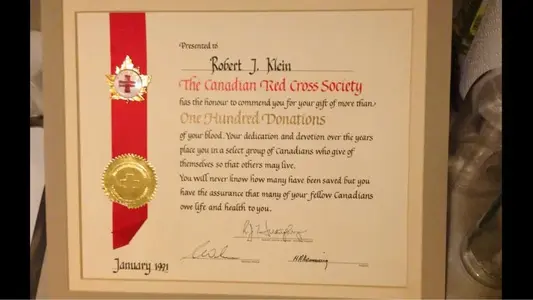 Presented to
Robert J. Klein
The Canadian Red Cross Society
has the honour to commend you for your gift of more than
One Hundred Donations
of your blood. Your dedication and devotion over the years
place you in a select group of Canadians who give of
themselves so that others may live.
You will never know how many have been saved but you
have the assurance that many of your fellow Canadians
owe life and health to you.
January 1991